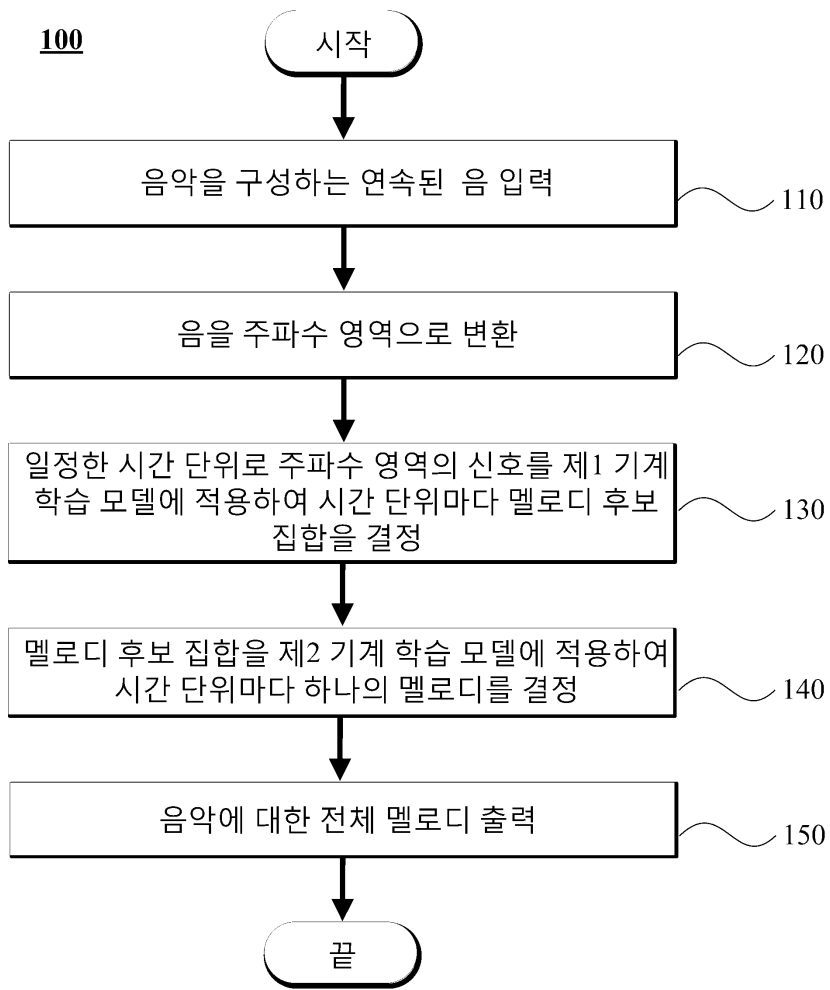 100
시작
음악을 구성하는 연속된 음 입력
110
음을 주파수 영역으로 변환
120
일정한 시간 단위로 주파수 영역의 신호를 제1 기계
학습 모델에 적용하여 시간 단위마다 멜로디 후보
집합을 결정
130
멜로디 후보 집합을 제2 기계 학습 모델에 적용하여
시간 단위마다 하나의 멜로디를 결정
140
음악에 대한 전체 멜로디 출력
150
끝